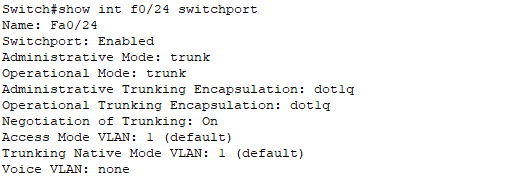 Switch#show int f0/24 switchport
Name: Fa0/24
Switchport: Enabled
Administrative Mode: trunk
Operational Mode: trunk
Administrative Trunking Encapsulation: dot1q
Operational Trunking Encapsulation: dot1q
Negotiation of Trunking: On
Access Mode VLAN: 1 (default)
Trunking Native Mode VLAN: 1 (default)
Voice VLAN: none